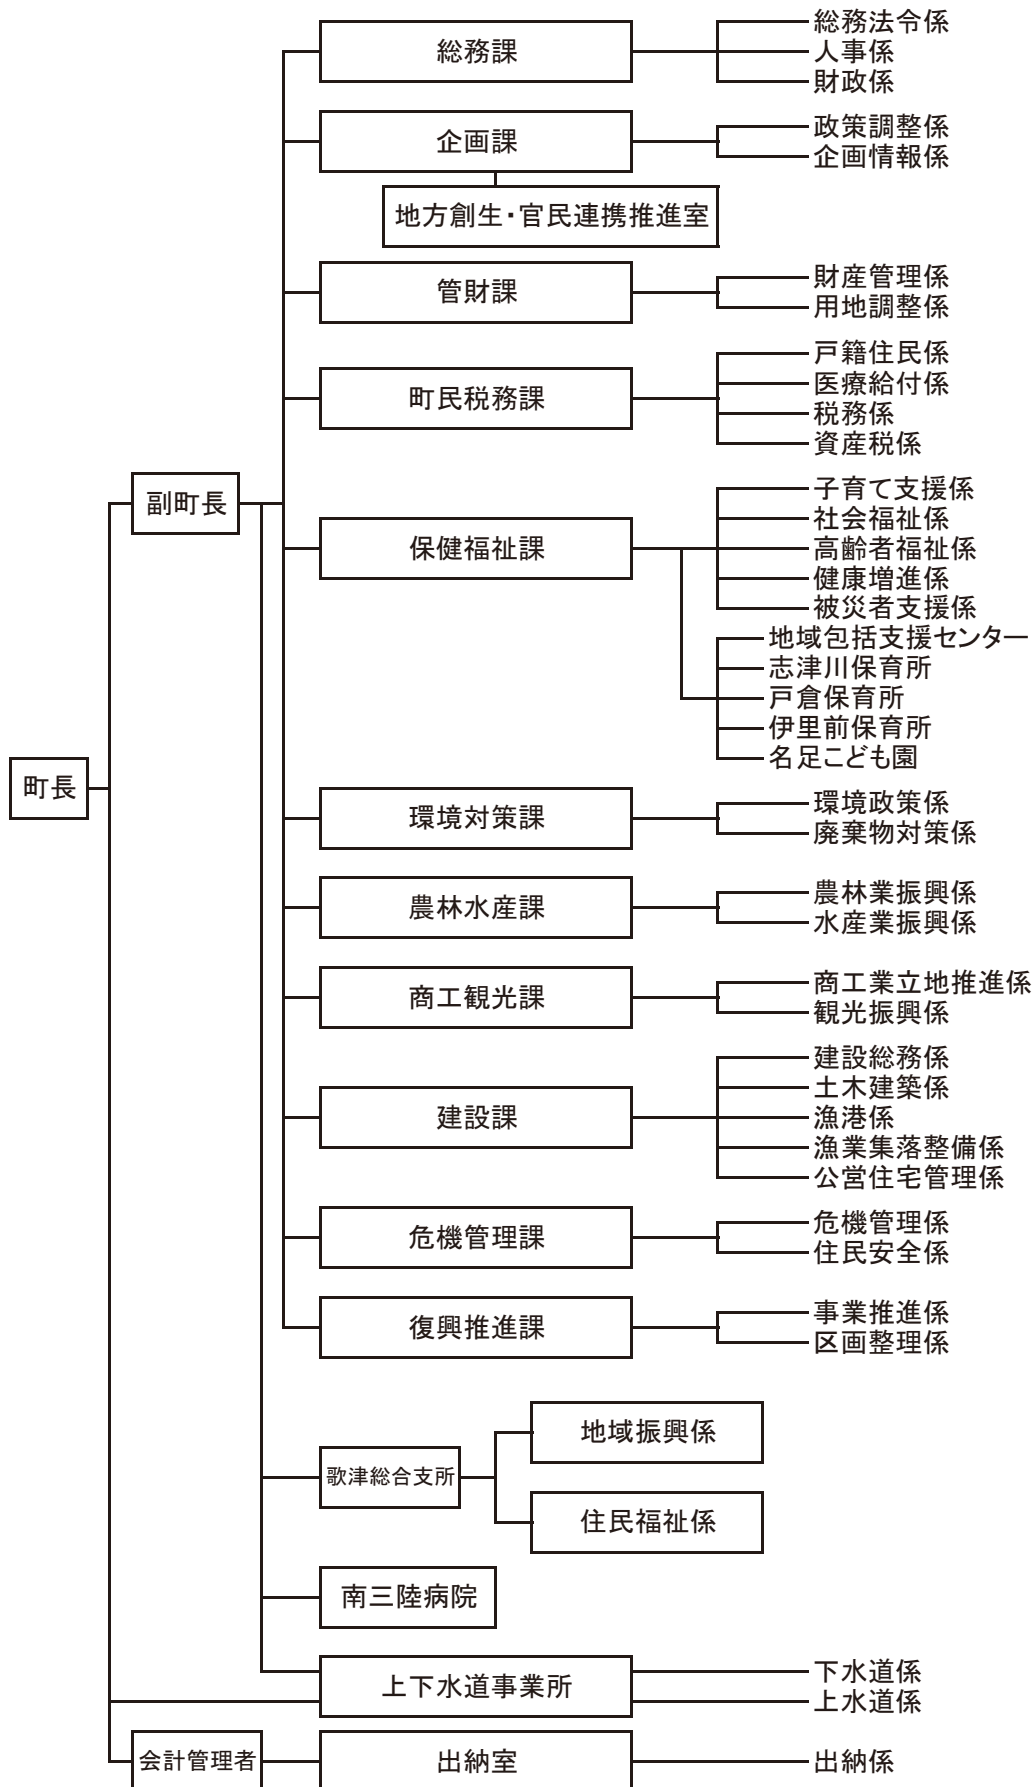 町長
副町長
総務課
総務法令係
人事係
財政係
企画課
政策調整係
企画情報係
地方創生・官民連携推進室
管財課
財産管理係
用地調整係
町民税務課
戸籍住民係
医療給付係
税務係
資産税係
保健福祉課
子育て支援係
社会福祉係
高齢者福祉係
健康増進係
被災者支援係
地域包括支援センター
志津川保育所
戸倉保育所
伊里前保育所
名足こども園
環境対策課
環境政策係
廃棄物対策係
農林水産課
農林業振興係
水産業振興係
商工観光課
商工業立地推進係
観光振興係
建設課
建設総務係
土木建築係
漁港係
漁業集落整備係
公営住宅管理係
危機管理課
危機管理係
住民安全係
復興推進課
事業推進係
区画整理係
歌津総合支所
地域振興係
住民福祉係
南三陸病院
上下水道事業所
下水道係
上水道係
会計管理者
出納室
出納係